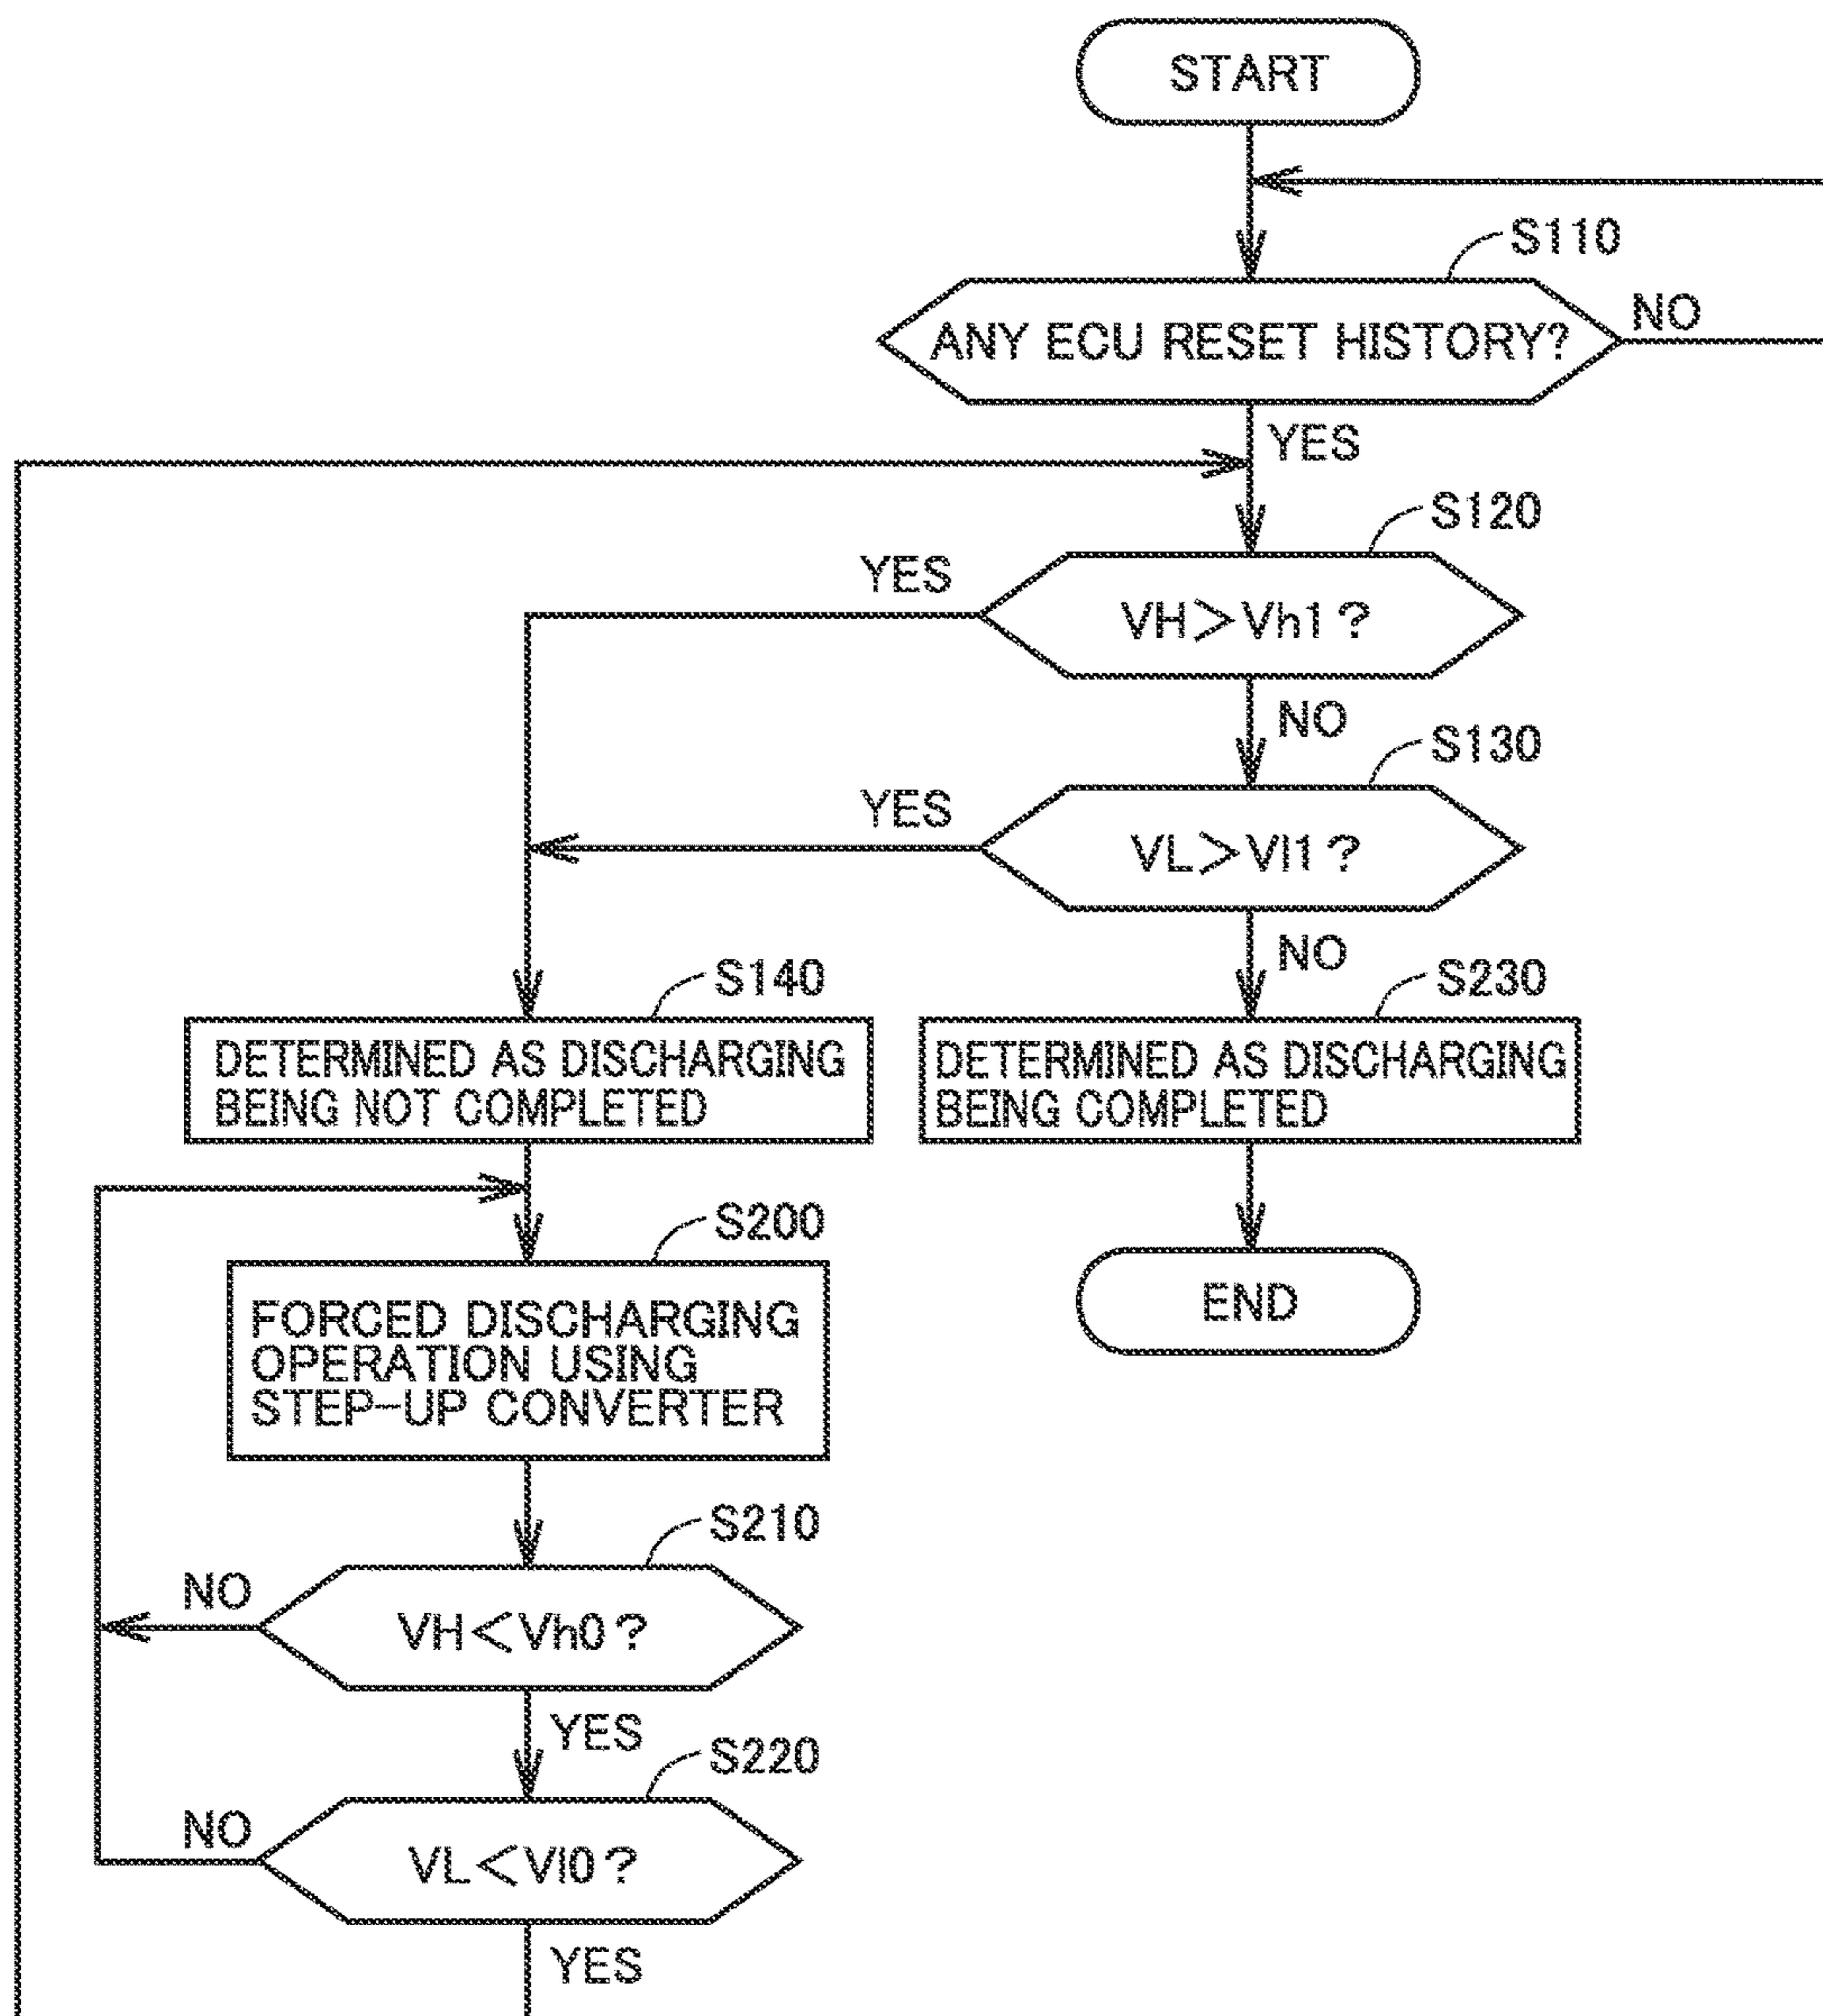 START
S110
ANY ECU RESET HISTORY?
NO
YES
S120
YES
VH>Vh1?
NO
S130
YES
VL>Vl1?
NO
S140
S230
DETERMINED AS DISCHARGING
BEING NOT COMPLETED
DETERMINED AS DISCHARGING
BEING COMPLETED
S200
FORCED DISCHARGING
OPERATION USING
STEP-UP CONVERTER
END
S210
NO
VH<Vh0?
YES
S220
NO
VL<Vl0?
YES